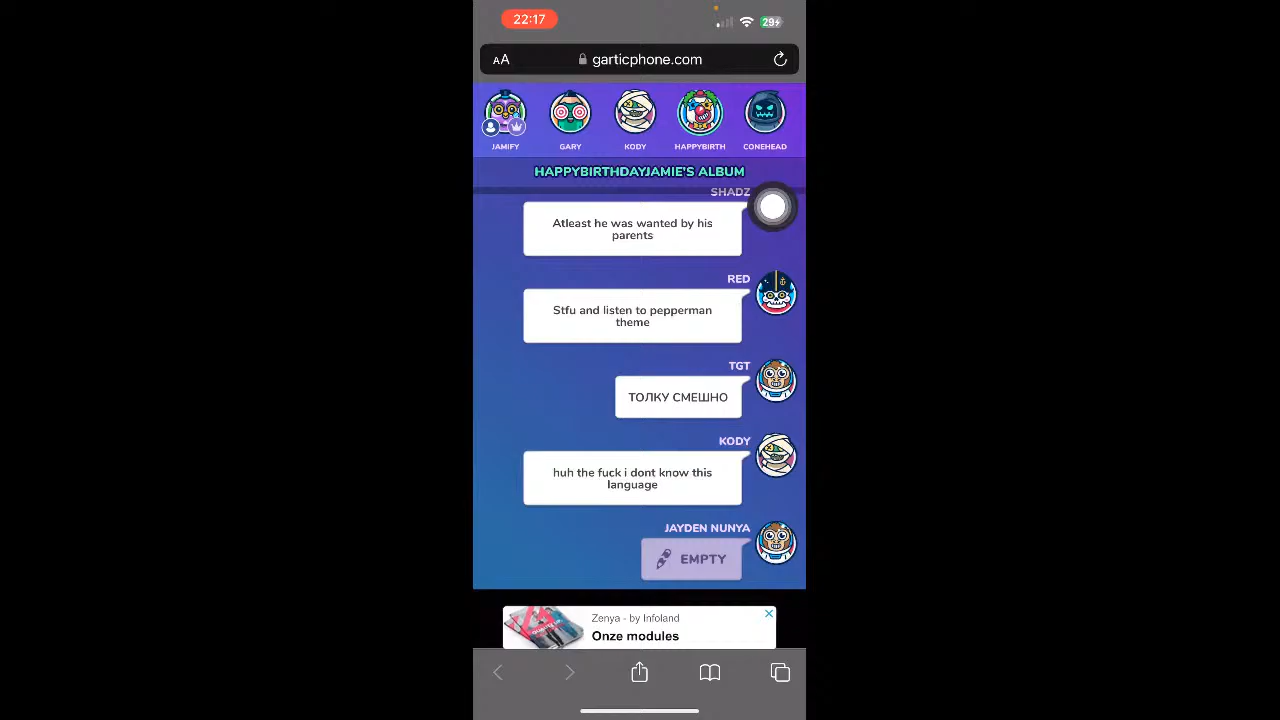 22:17
29
AA
garticphone.com
JAMIFY
GARY
KODY
HAPPYBIRTH
CONEHEAD
HAPPYBIRTHDAYJAMIE'S ALBUM
SHADZ
Atleast he was wanted by his
parents
RED
Stfu and listen to pepperman
theme
TGT
ТОЛКУ СМЕШНО
KODY
huh the fuck i dont know this
language
JAYDEN NUNYA
EMPTY
Zenya - by Infoland
Onze modules